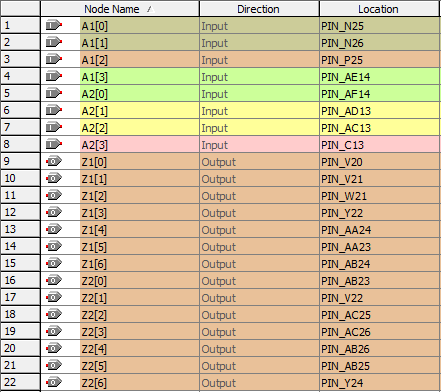 Node Name Direction Location
1 A1[0] Input PIN_N25
2 A1[1] Input PIN_N26
3 A1[2] Input PIN_P25
4 A1[3] Input PIN_AE14
5 A2[0] Input PIN_AF14
6 A2[1] Input PIN_AD13
7 A2[2] Input PIN_AC13
8 A2[3] Input PIN_C13
9 Z1[0] Output PIN_V20
10 Z1[1] Output PIN_V21
11 Z1[2] Output PIN_W21
12 Z1[3] Output PIN_Y22
13 Z1[4] Output PIN_AA24
14 Z1[5] Output PIN_AA23
15 Z1[6] Output PIN_AB24
16 Z2[0] Output PIN_AB23
17 Z2[1] Output PIN_V22
18 Z2[2] Output PIN_AC25
19 Z2[3] Output PIN_AC26
20 Z2[4] Output PIN_AB26
21 Z2[5] Output PIN_AB25
22 Z2[6] Output PIN_Y24